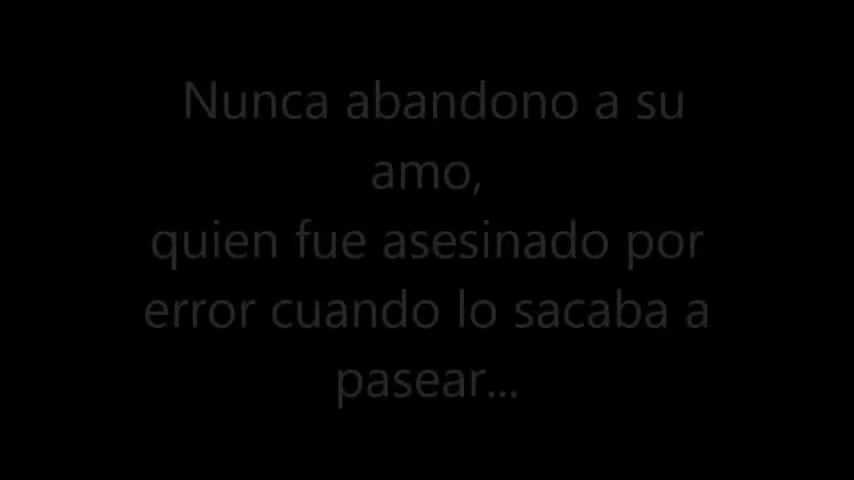 Nunca abandono a su
amo,
quien fue asesinado por
error cuando lo sacaba a
pasear...